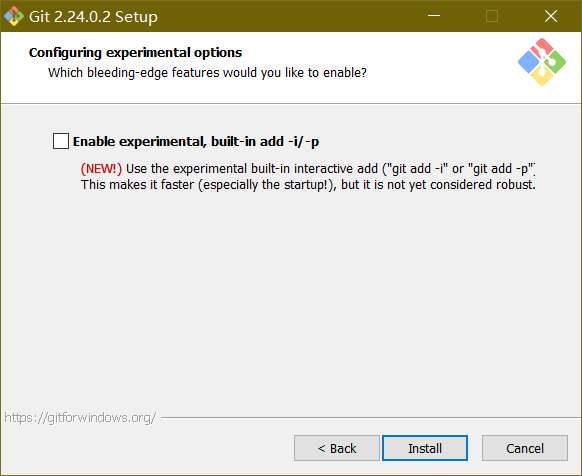 Git 2.24.0.2 Setup
Configuring experimental options
Which bleeding-edge features would you like to enable?
Enable experimental, built-in add -i/-p
(NEW!) Use the experimental built-in interactive add ("git add -i" or "git add -p")
This makes it faster (especially the startup!), but it is not yet considered robust.
https://gitforwindows.org/
< Back
Install
Cancel